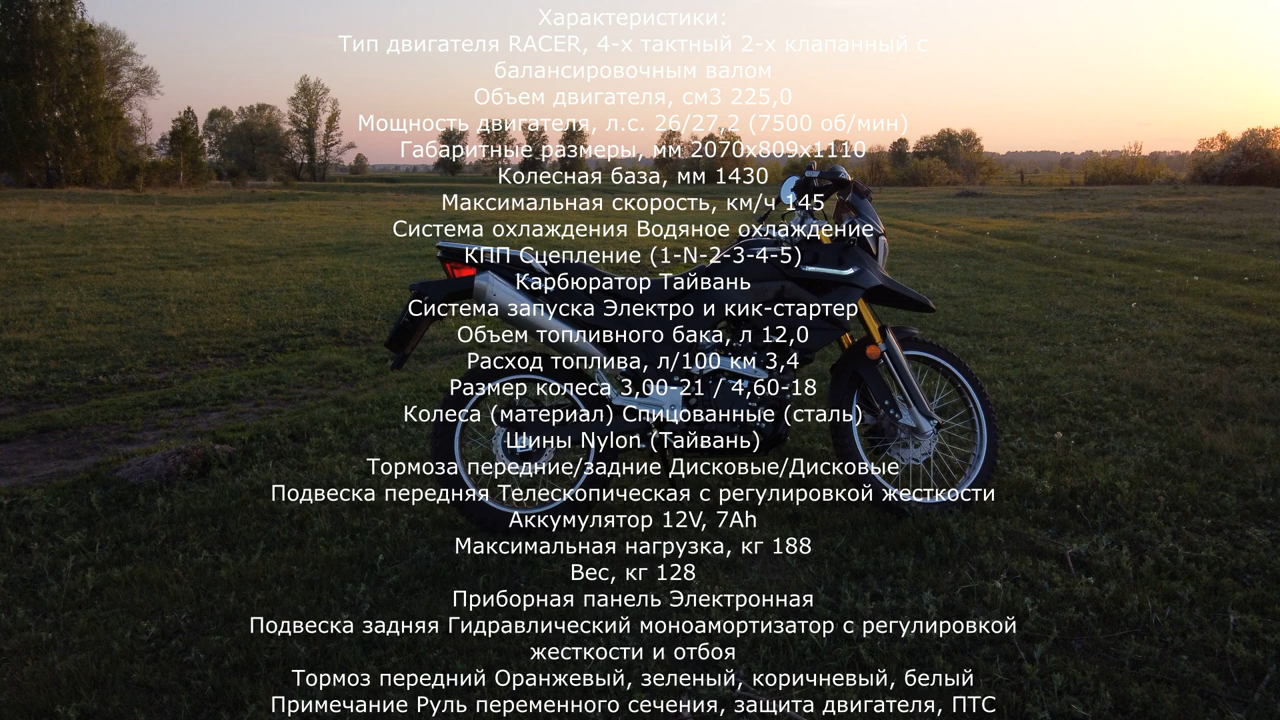 Характеристики:
Тип двигателя RACER, 4-х тактный 2-х клапанный с
балансировочным валом
Объем двигателя, см3 225,0
Мощность двигателя, л.с. 26/27,2 (7500 об/мин)
Габаритные размеры, мм 2070х809х1110
Колесная база, мм 1430
Максимальная скорость, км/ч 145
Система охлаждения Водяное охлаждение
КПП Сцепление (1-N-2-3-4-5)
Карбюратор Тайвань
Система запуска Электро и кик-стартер
Объем топливного бака, л 12,0
Расход топлива, л/100 км 3,4
Размер колеса 3,00-21 / 4,60-18
Колеса (материал) Спицованные (сталь)
Шины Nylon (Тайвань)
Тормоза передние/задние Дисковые/Дисковые
Подвеска передняя Телескопическая с регулировкой жесткости
Аккумулятор 12V, 7Ah
Максимальная нагрузка, кг 188
Вес, кг 128
Приборная панель Электронная
Подвеска задняя Гидравлический моноамортизатор с регулировкой
жесткости и отбоя
Тормоз передний Оранжевый, зеленый, коричневый, белый
Примечание Руль переменного сечения, защита двигателя, ПТС